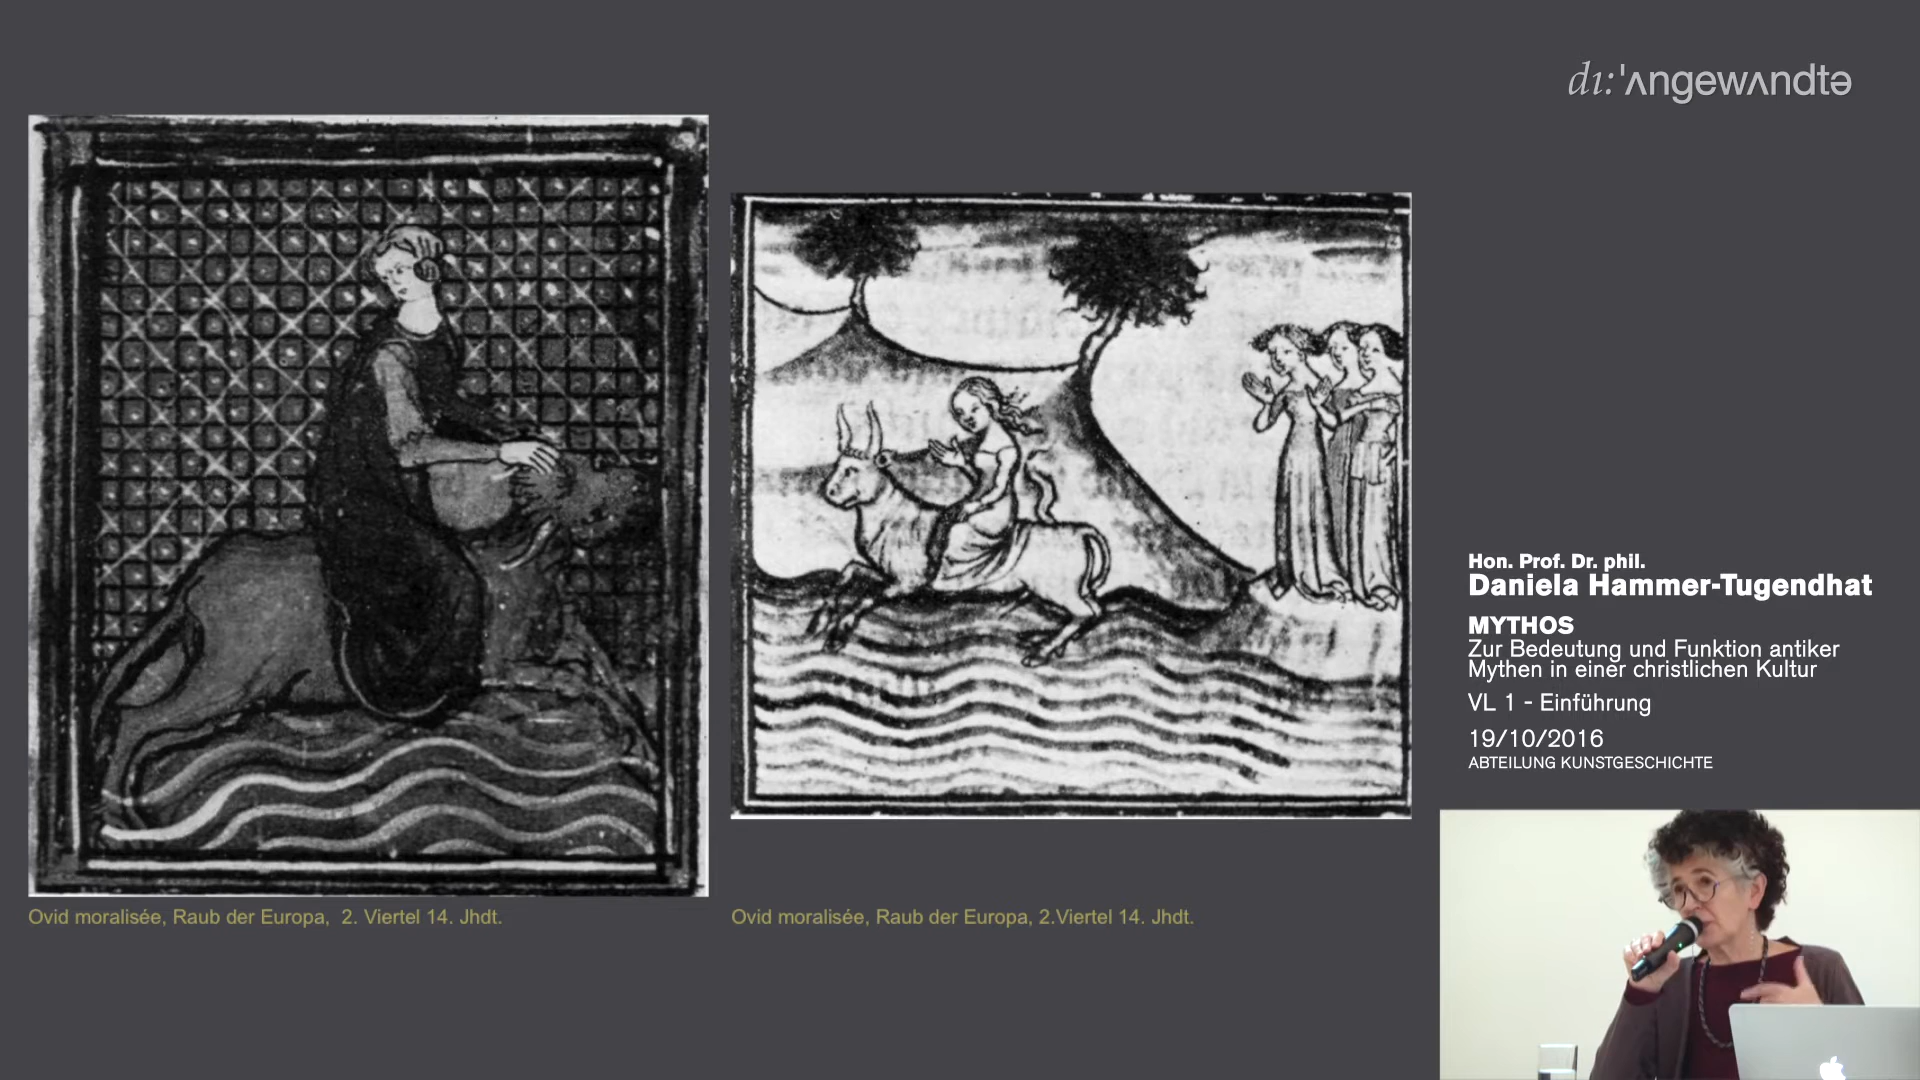 dı:'ʌngewʌndtə
Ovid moralisée, Raub der Europa, 2. Viertel 14. Jhdt.
Ovid moralisée, Raub der Europa, 2.Viertel 14. Jhdt.
Hon. Prof. Dr. phil.
Daniela Hammer-Tugendhat
MYTHOS
Zur Bedeutung und Funktion antiker
Mythen in einer christlichen Kultur
VL 1 - Einführung
19/10/2016
ABTEILUNG KUNSTGESCHICHTE